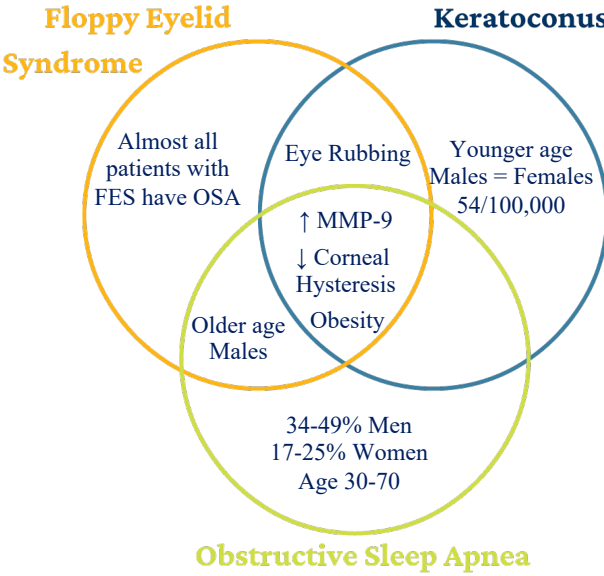 Floppy Eyelid
Syndrome
Keratoconus
Almost all
patients with
FES have OSA
Eye Rubbing
Younger age
Males = Females
54/100,000
↑ MMP-9
↓ Corneal
Hysteresis
Obesity
Older age
Males
34-49% Men
17-25% Women
Age 30-70
Obstructive Sleep Apnea